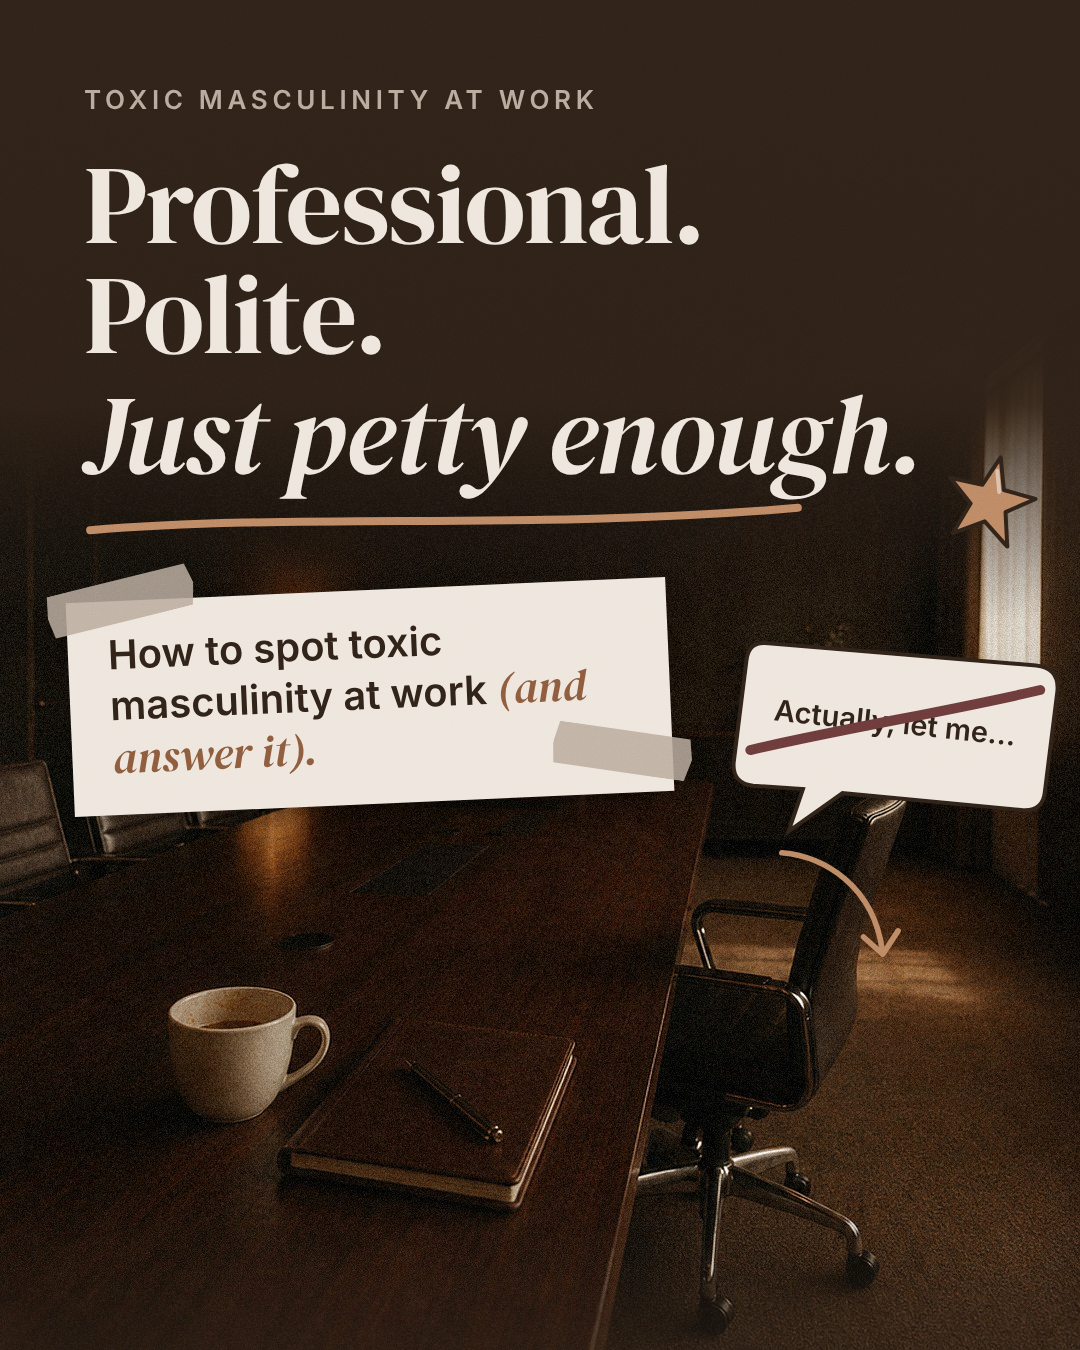 TOXIC MASCULINITY AT WORK
Professional.
Polite.
Just petty enough.
How to spot toxic
masculinity at work (and
answer it).
Actually, let me...